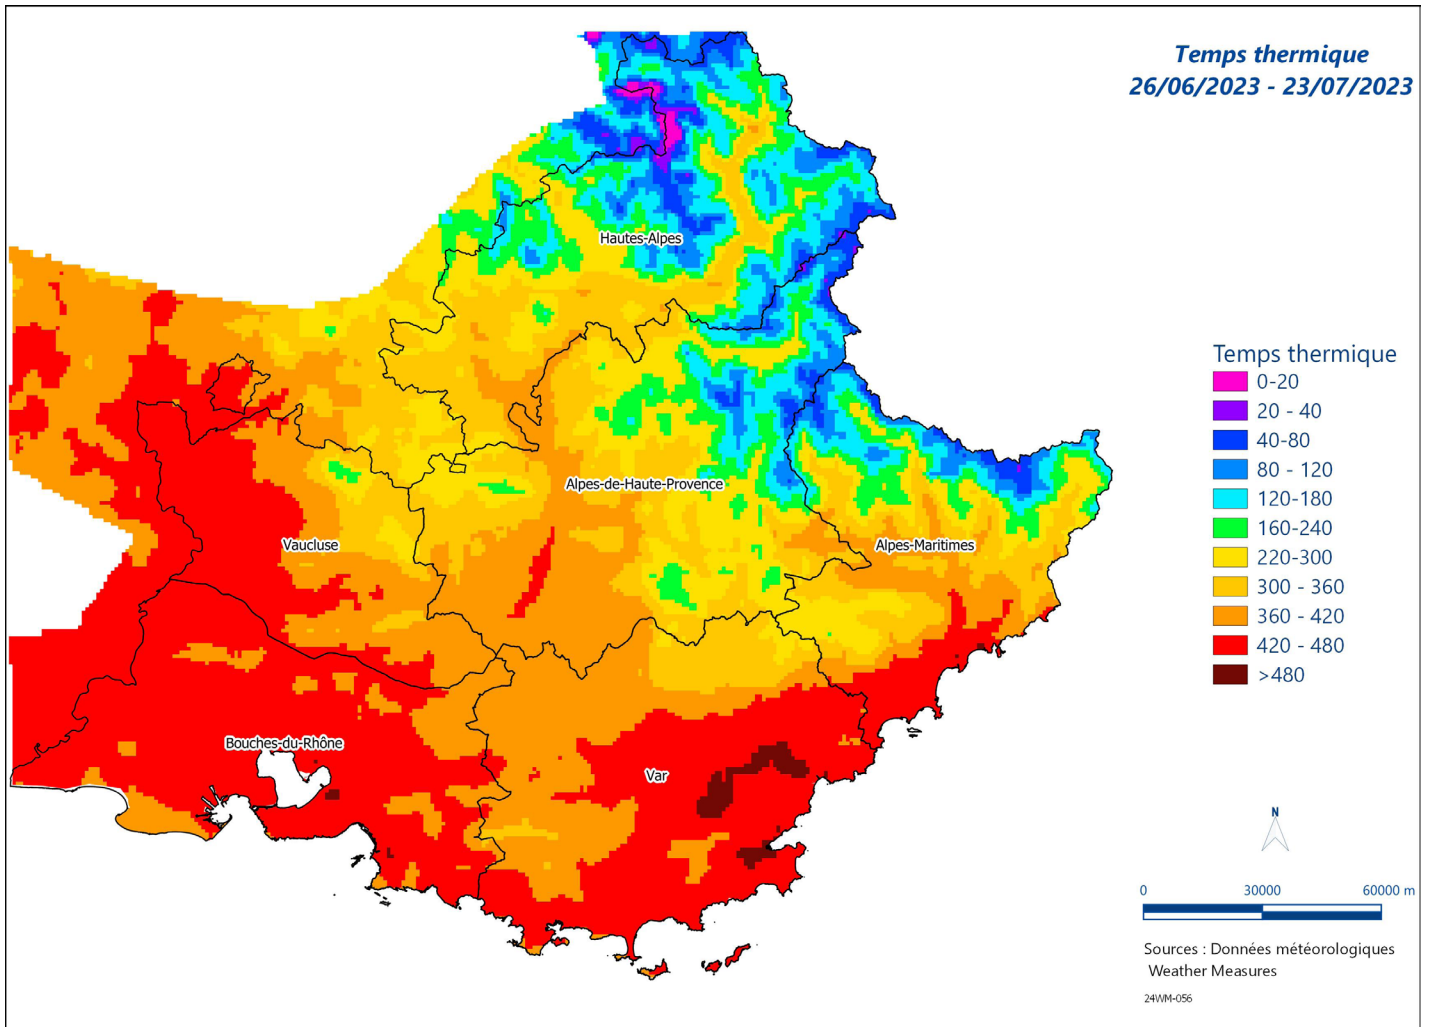 Temps thermique
26/06/2023 - 23/07/2023
Hautes-Alpes
Alpes-de-Haute-Provence
Vaucluse
Alpes-Maritimes
Bouches-du-Rhône
Var
Temps thermique
0-20
20 - 40
40-80
80 - 120
120-180
160-240
220-300
300 - 360
360 - 420
420 - 480
>480
N
0 30000 60000 m
Sources : Données météorologiques
Weather Measures
24WM-056